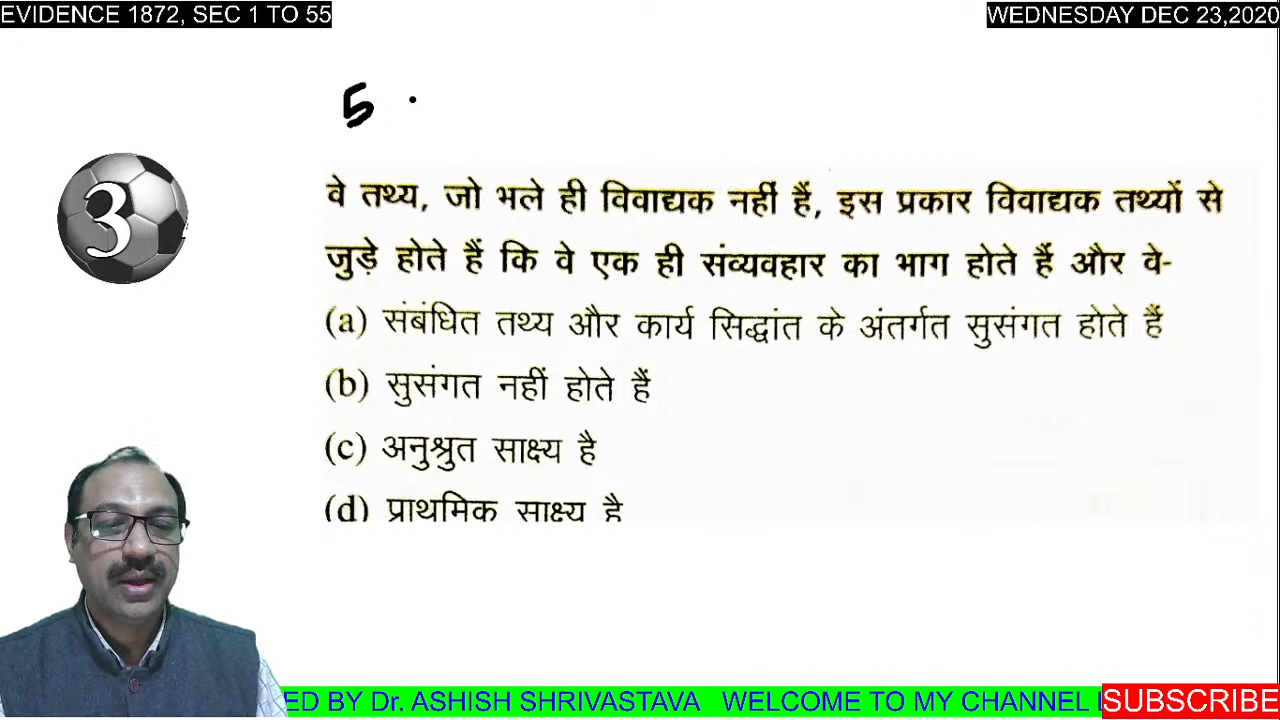 EVIDENCE 1872, SEC 1 TO 55
WEDNESDAY DEC 23,2020
5 .
3
वे तथ्य, जो भले ही विवाद्यक नहीं हैं, इस प्रकार विवाद्यक तथ्यों से
जुड़े होते हैं कि वे एक ही संव्यवहार का भाग होते हैं और वे-
(a) संबंधित तथ्य और कार्य सिद्धांत के अंतर्गत सुसंगत होते हैं
(b) सुसंगत नहीं होते हैं
(c) अनुश्रुत साक्ष्य है
(d) प्राथमिक साक्ष्य है
ED BY Dr. ASHISH SHRIVASTAVA WELCOME TO MY CHANNEL
SUBSCRIBE